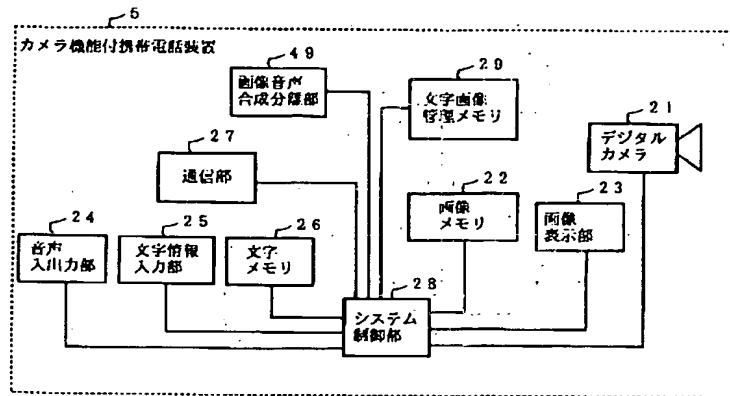 5
カメラ機能付携帯電話装置
49
画像音声
合成分離部
29
文字画像
管理メモリ
21
デジタル
カメラ
27
通信部
22
画像
メモリ
23
画像
表示部
24
音声
入出力部
25
文字情報
入力部
26
文字
メモリ
28
システム
制御部